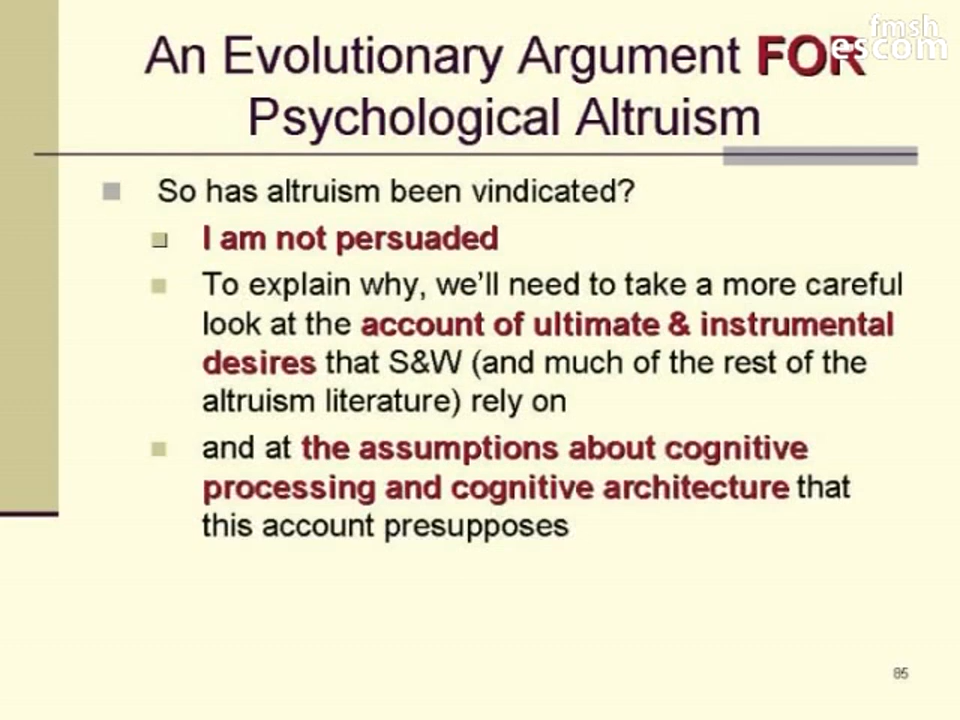 fmsh
escom
An Evolutionary Argument FOR
Psychological Altruism
So has altruism been vindicated?
I am not persuaded
To explain why, we'll need to take a more careful
look at the account of ultimate & instrumental
desires that S&W (and much of the rest of the
altruism literature) rely on
and at the assumptions about cognitive
processing and cognitive architecture that
this account presupposes
85